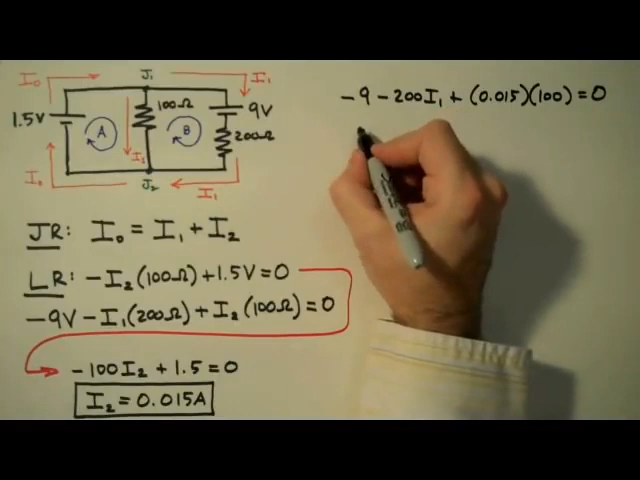 I₀ J₁ I₁
1.5V 100Ω 9V
A B 200Ω
I₂
I₀ J₂ I₁
JR: I₀ = I₁ + I₂
LR: -I₂(100Ω) + 1.5V = 0
-9V - I₁(200Ω) + I₂(100Ω) = 0
-100I₂ + 1.5 = 0
I₂ = 0.015A
-9 - 200I₁ + (0.015)(100) = 0